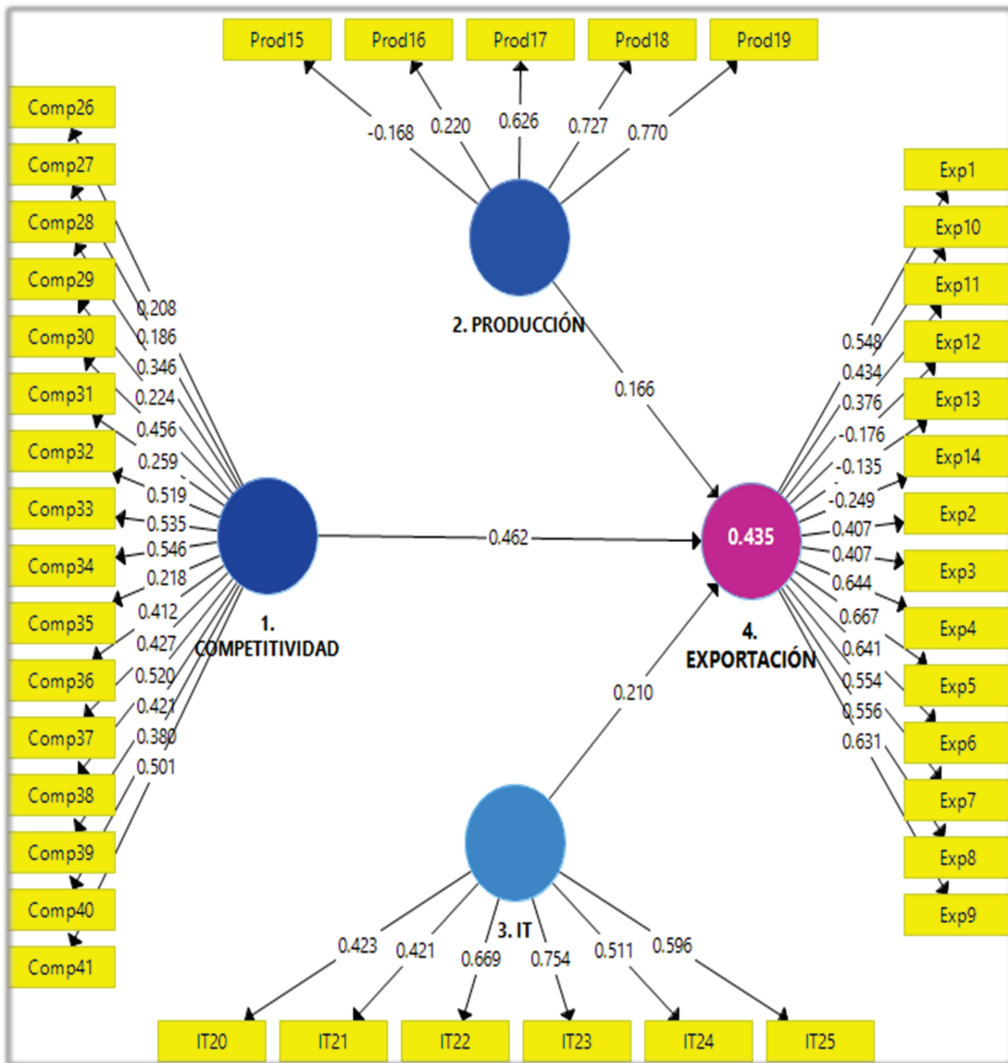 Prod15 Prod16 Prod17 Prod18 Prod19
-0.168 0.220 0.626 0.727 0.770
2. PRODUCCIÓN
Comp26
Comp27
Comp28
Comp29
Comp30
Comp31
Comp32
Comp33
Comp34
Comp35
Comp36
Comp37
Comp38
Comp39
Comp40
Comp41
0.208
0.186
0.346
0.224
0.456
0.259
0.519
0.535
0.546
0.218
0.412
0.427
0.520
0.421
0.380
0.501
1.
COMPETITIVIDAD
0.166
0.462
0.210
0.435
4.
EXPORTACIÓN
0.548
0.434
0.376
-0.176
-0.135
-0.249
0.407
0.407
0.644
0.667
0.641
0.554
0.556
0.631
Exp1
Exp10
Exp11
Exp12
Exp13
Exp14
Exp2
Exp3
Exp4
Exp5
Exp6
Exp7
Exp8
Exp9
3. IT
0.423 0.421 0.669 0.754 0.511 0.596
IT20 IT21 IT22 IT23 IT24 IT25